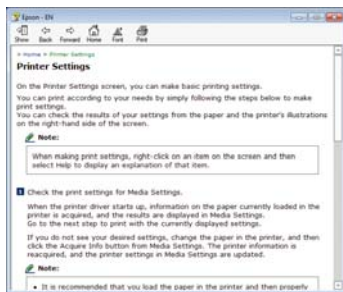 Epson - EN
Show Back Forward Home Font Print
> Home > Printer Settings
Printer Settings
On the Printer Settings screen, you can make basic printing settings.
You can print according to your needs by simply following the steps below to make
print settings.
You can check the results of your settings from the paper and the printer's illustrations
on the right-hand side of the screen.
Note:
When making print settings, right-click on an item on the screen and then
select Help to display an explanation of that item.
1 Check the print settings for Media Settings.
When the printer driver starts up, information on the paper currently loaded in the
printer is acquired, and the results are displayed in Media Settings.
Go to the next step to print with the currently displayed settings.
If you do not see your desired settings, change the paper in the printer, and then
click the Acquire Info button from Media Settings. The printer information is
reacquired, and the printer settings in Media Settings are updated.
Note:
• It is recommended that you load the paper in the printer and then properly